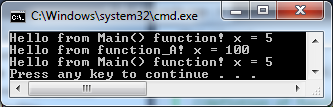 C:\Windows\system32\cmd.exe
Hello from Main() function! x = 5
Hello from function_A! x = 100
Hello from Main() function! x = 5
Press any key to continue . . .